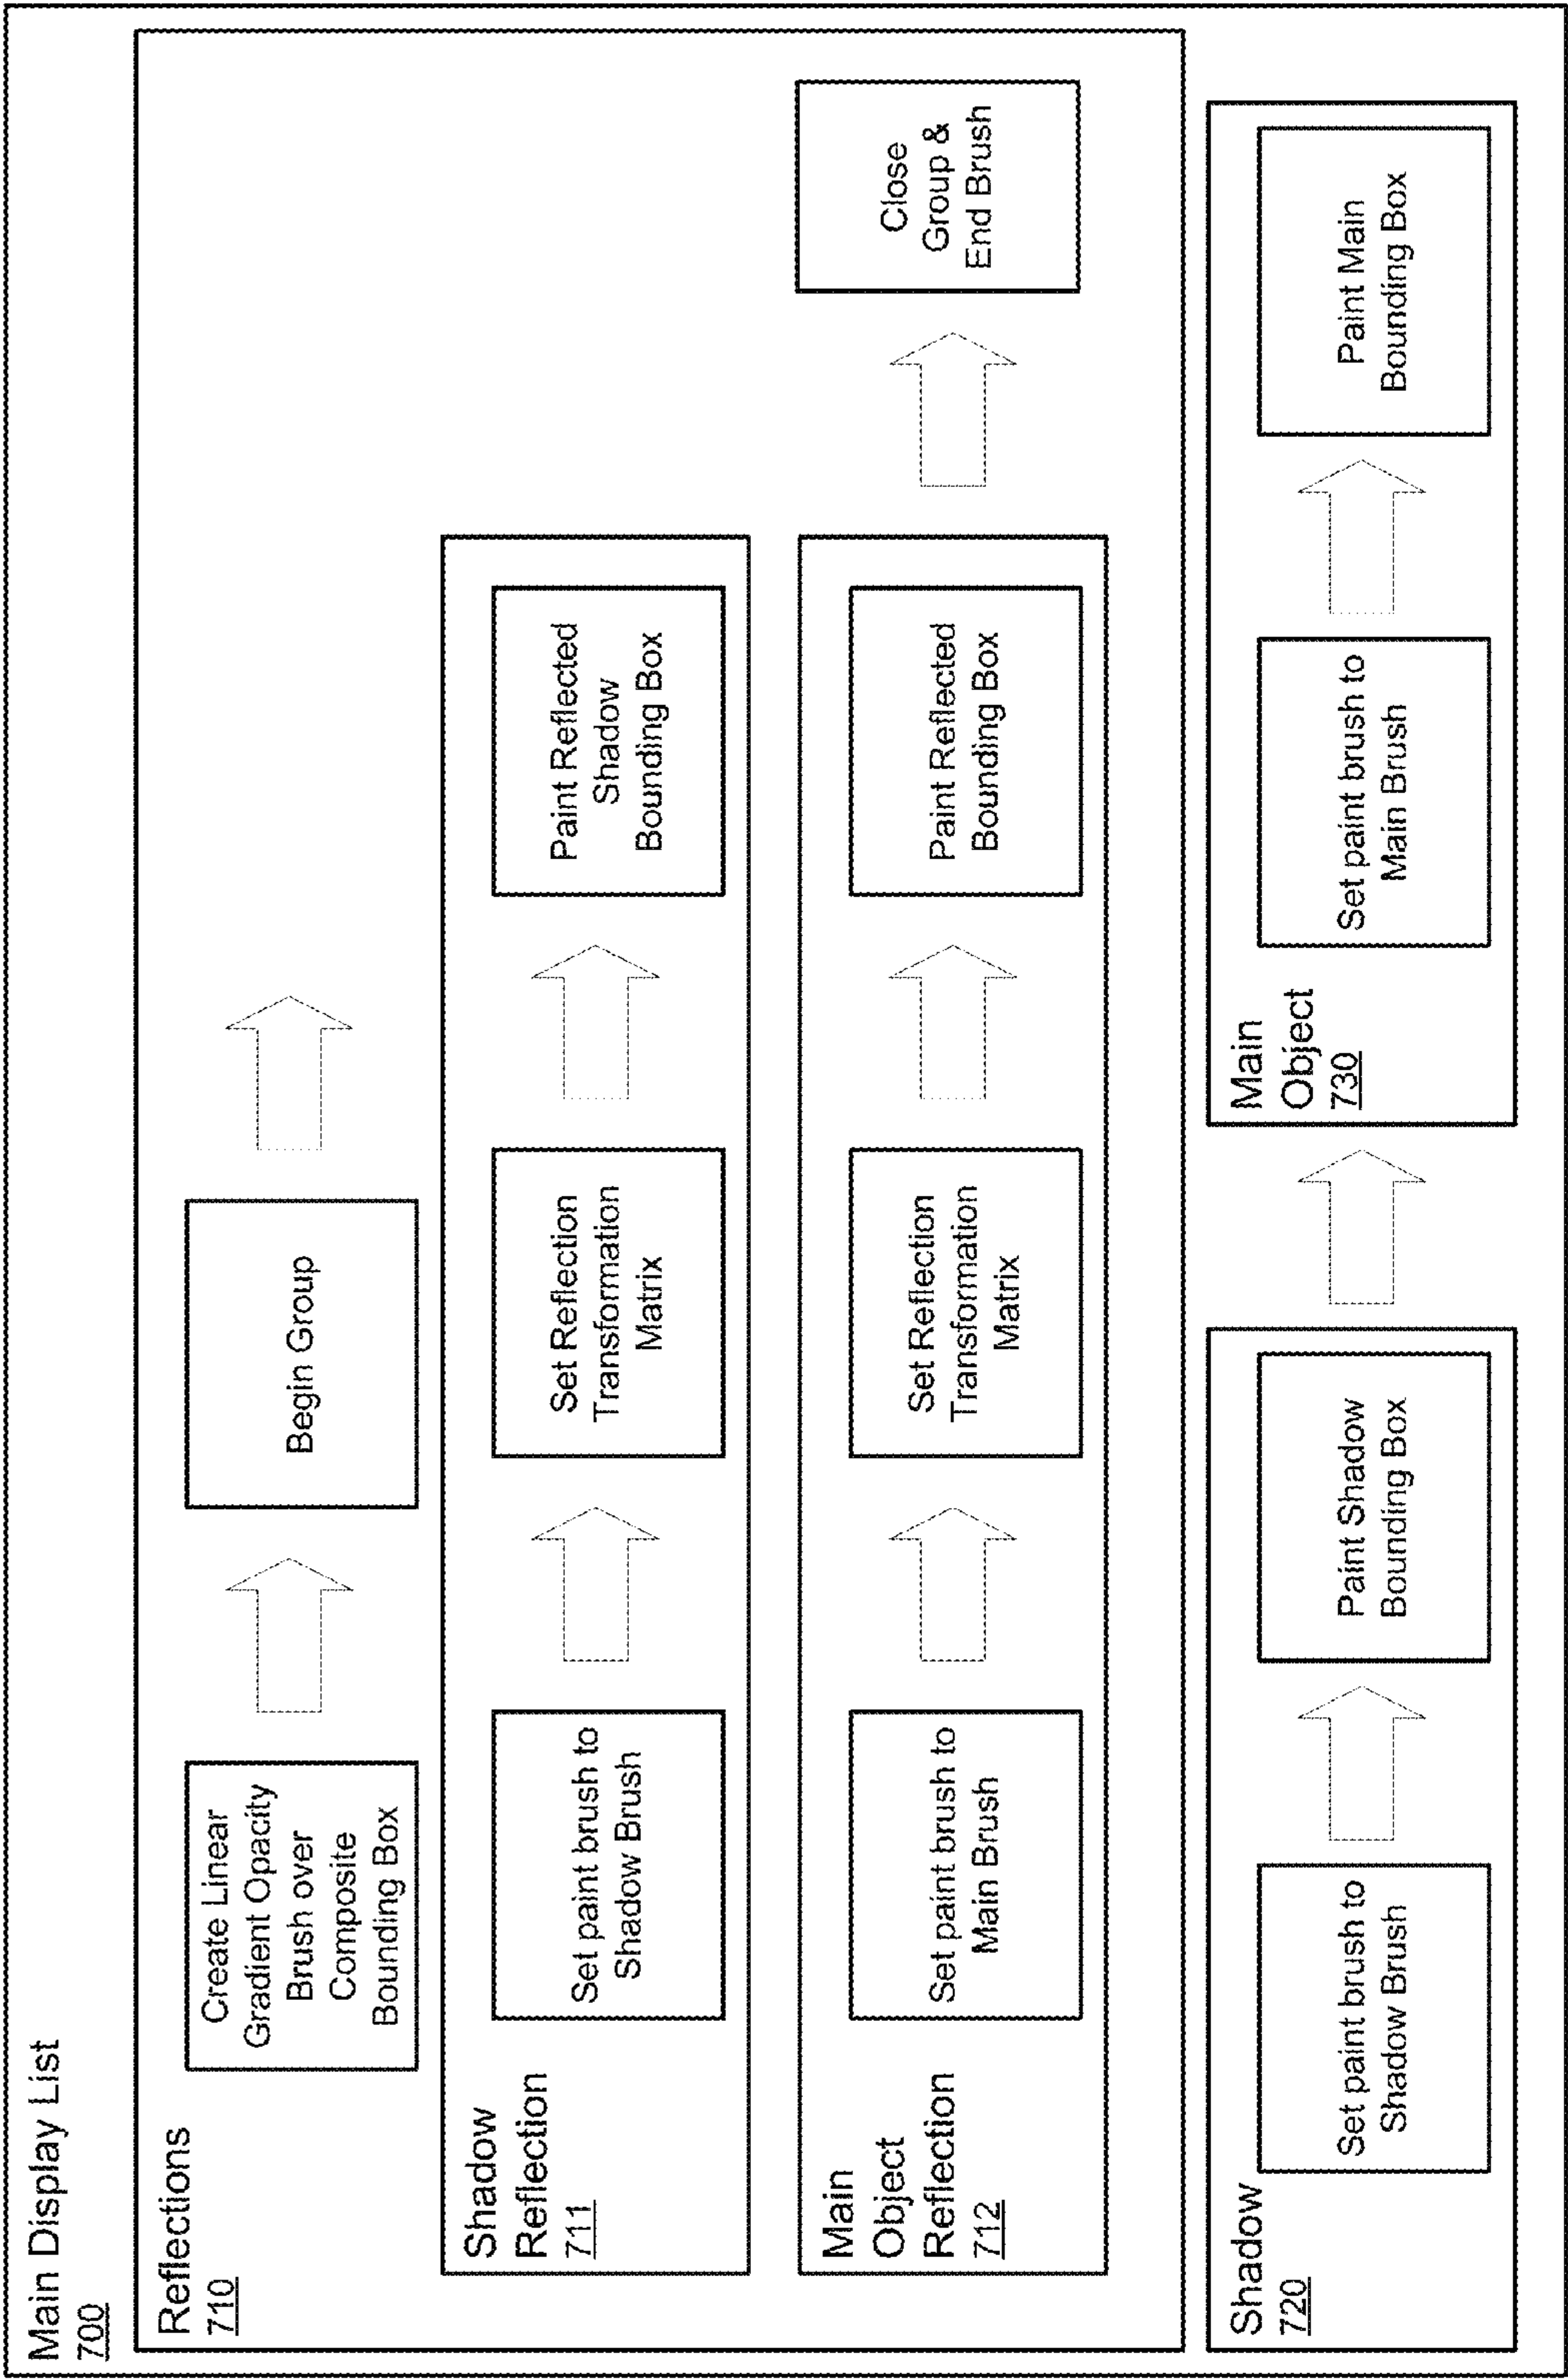 Main Display List
700
Reflections
710
Create Linear
Gradient Opacity
Brush over
Composite
Bounding Box
Begin Group
Shadow
Reflection
711
Set paint brush to
Shadow Brush
Set Reflection
Transformation
Matrix
Paint Reflected
Shadow
Bounding Box
Main
Object
Reflection
712
Set paint brush to
Main Brush
Set Reflection
Transformation
Matrix
Paint Reflected
Bounding Box
Close
Group &
End Brush
Shadow
720
Set paint brush to
Shadow Brush
Paint Shadow
Bounding Box
Main
Object
730
Set paint brush to
Main Brush
Paint Main
Bounding Box